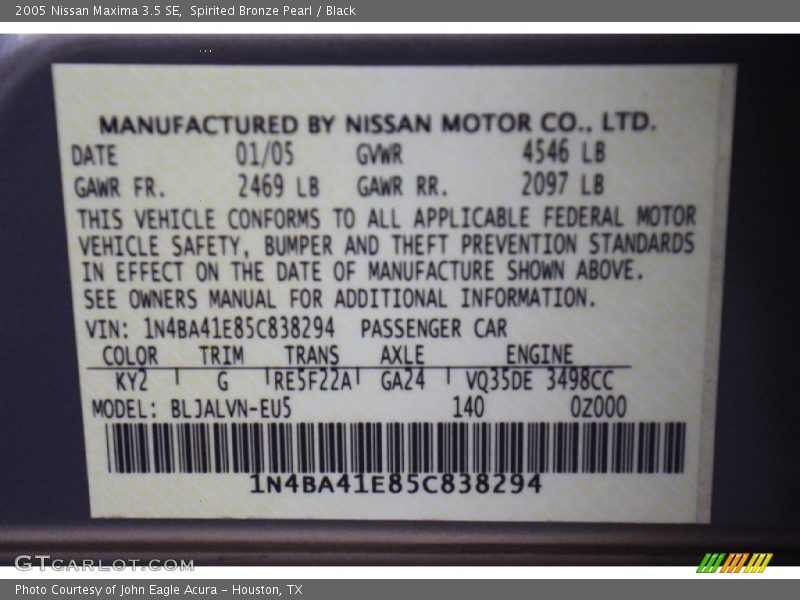 2005 Nissan Maxima 3.5 SE, Spirited Bronze Pearl / Black
MANUFACTURED BY NISSAN MOTOR CO., LTD.
DATE 01/05 GVWR 4546 LB
GAWR FR. 2469 LB GAWR RR. 2097 LB
THIS VEHICLE CONFORMS TO ALL APPLICABLE FEDERAL MOTOR
VEHICLE SAFETY, BUMPER AND THEFT PREVENTION STANDARDS
IN EFFECT ON THE DATE OF MANUFACTURE SHOWN ABOVE.
SEE OWNERS MANUAL FOR ADDITIONAL INFORMATION.
VIN: 1N4BA41E85C838294 PASSENGER CAR
COLOR TRIM TRANS AXLE ENGINE
KY2 G RE5F22A GA24 VQ35DE 3498CC
MODEL: BLJALVN-EU5 140 0Z000
1N4BA41E85C838294
GTCARLOT.COM
Photo Courtesy of John Eagle Acura - Houston, TX